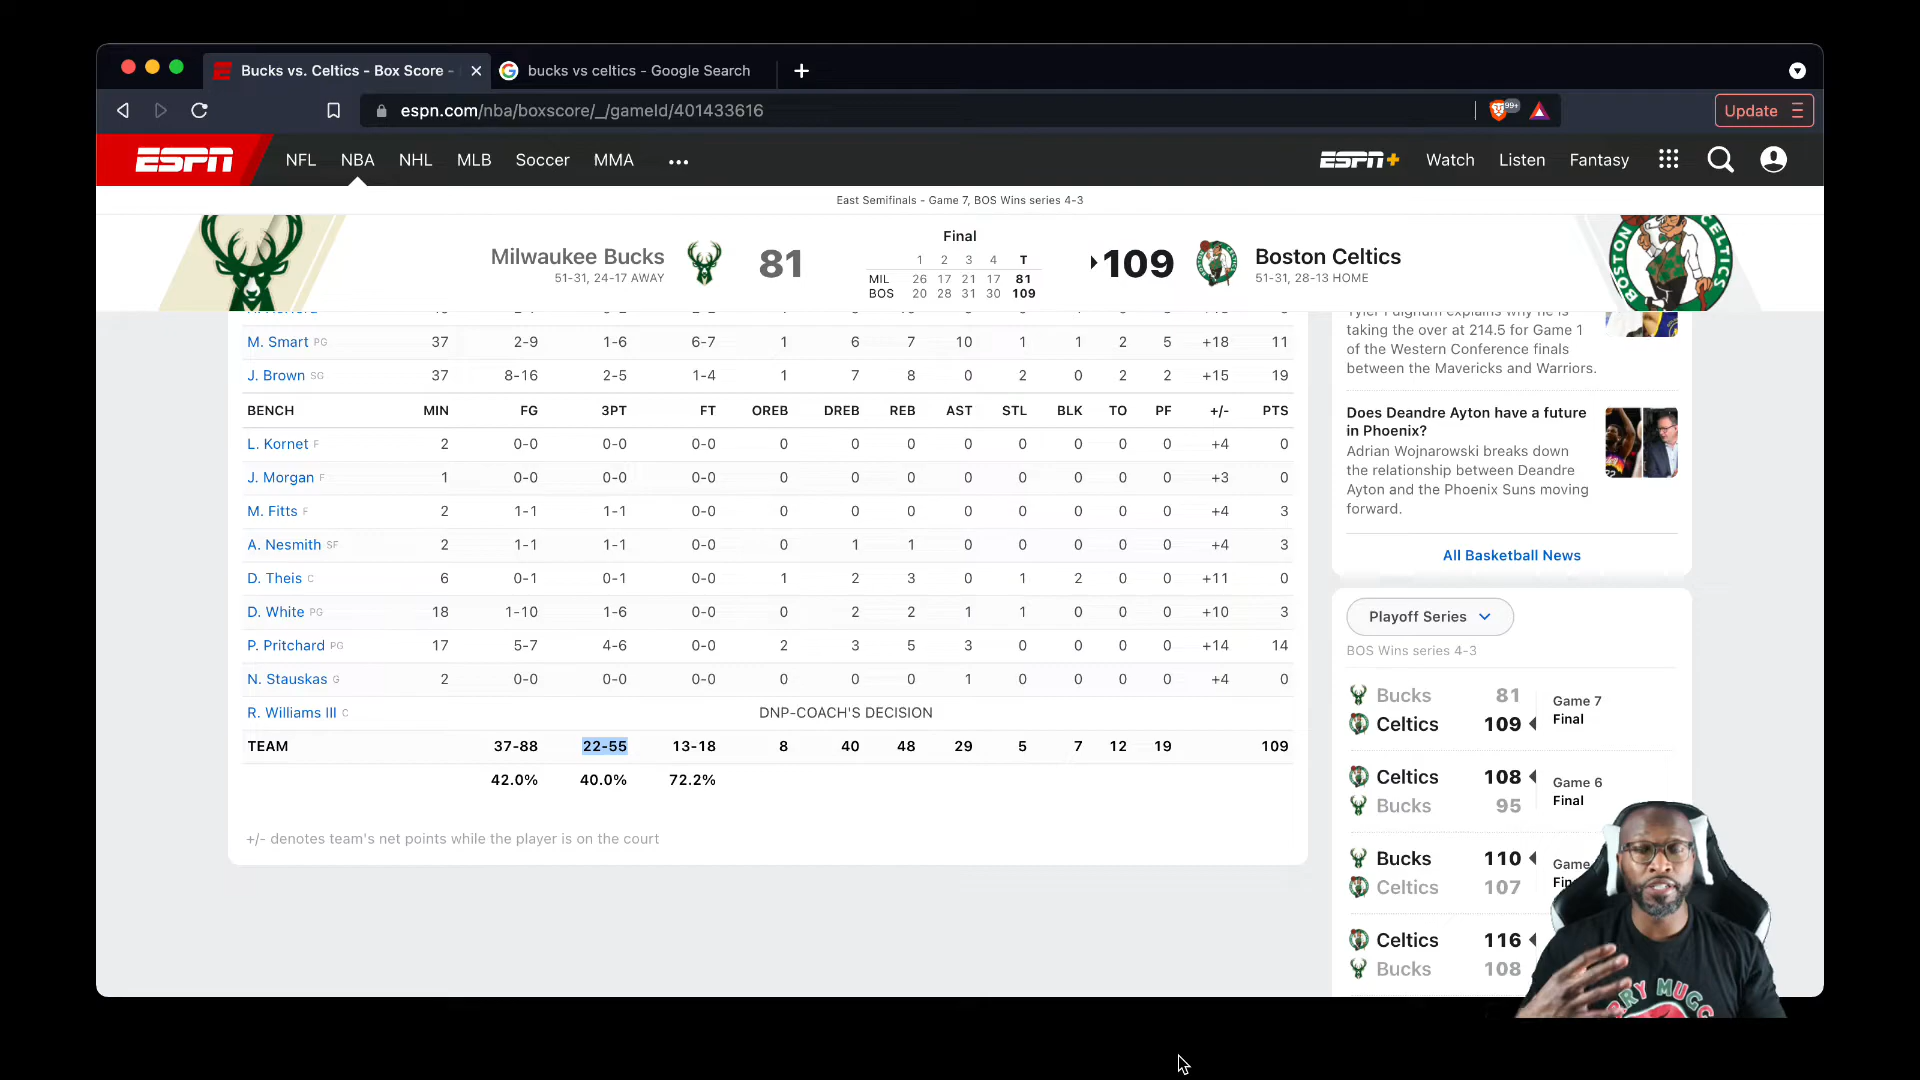 Bucks vs. Celtics - Box Score -
bucks vs celtics - Google Search
espn.com/nba/boxscore/_/gameId/401433616
99+
Update
ESPN NFL NBA NHL MLB Soccer MMA
ESPN+ Watch Listen Fantasy
East Semifinals - Game 7, BOS Wins series 4-3
Milwaukee Bucks
51-31, 24-17 AWAY
81
Final
1 2 3 4 T
MIL 26 17 21 17 81
BOS 20 28 31 30 109
109
Boston Celtics
51-31, 28-13 HOME
BOSTON CELTICS
M. Smart PG 37 2-9 1-6 6-7 1 6 7 10 1 1 2 5 +18 11
J. Brown SG 37 8-16 2-5 1-4 1 7 8 0 2 0 2 2 +15 19
BENCH MIN FG 3PT FT OREB DREB REB AST STL BLK TO PF +/- PTS
L. Kornet F 2 0-0 0-0 0-0 0 0 0 0 0 0 0 0 +4 0
J. Morgan F 1 0-0 0-0 0-0 0 0 0 0 0 0 0 0 +3 0
M. Fitts F 2 1-1 1-1 0-0 0 0 0 0 0 0 0 0 +4 3
A. Nesmith SF 2 1-1 1-1 0-0 0 1 1 0 0 0 0 0 +4 3
D. Theis C 6 0-1 0-1 0-0 1 2 3 0 1 2 0 0 +11 0
D. White PG 18 1-10 1-6 0-0 0 2 2 1 1 0 0 0 +10 3
P. Pritchard PG 17 5-7 4-6 0-0 2 3 5 3 0 0 0 0 +14 14
N. Stauskas G 2 0-0 0-0 0-0 0 0 0 1 0 0 0 0 +4 0
R. Williams III C DNP-COACH'S DECISION
TEAM 37-88 22-55 13-18 8 40 48 29 5 7 12 19 109
42.0% 40.0% 72.2%
+/- denotes team's net points while the player is on the court
Tyler Fulghum explains why he is
taking the over at 214.5 for Game 1
of the Western Conference finals
between the Mavericks and Warriors.
Does Deandre Ayton have a future
in Phoenix?
Adrian Wojnarowski breaks down
the relationship between Deandre
Ayton and the Phoenix Suns moving
forward.
All Basketball News
Playoff Series
BOS Wins series 4-3
Bucks 81 Game 7
Celtics 109 Final
Celtics 108 Game 6
Bucks 95 Final
Bucks 110 Game
Celtics 107
Celtics 116
Bucks 108